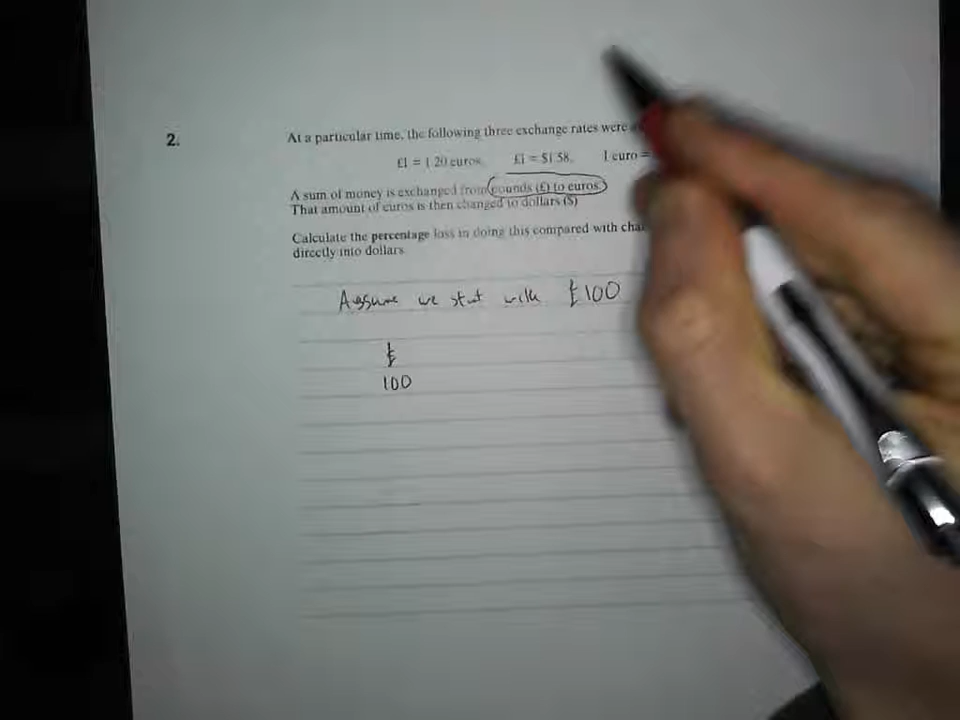 2.
At a particular time, the following three exchange rates were
£1 = 1.20 euros. £1 = $1.58. 1 euro =
A sum of money is exchanged from pounds (£) to euros.
That amount of euros is then changed to dollars ($)
Calculate the percentage loss in doing this compared with
directly into dollars
Assume we start with £100
£
100